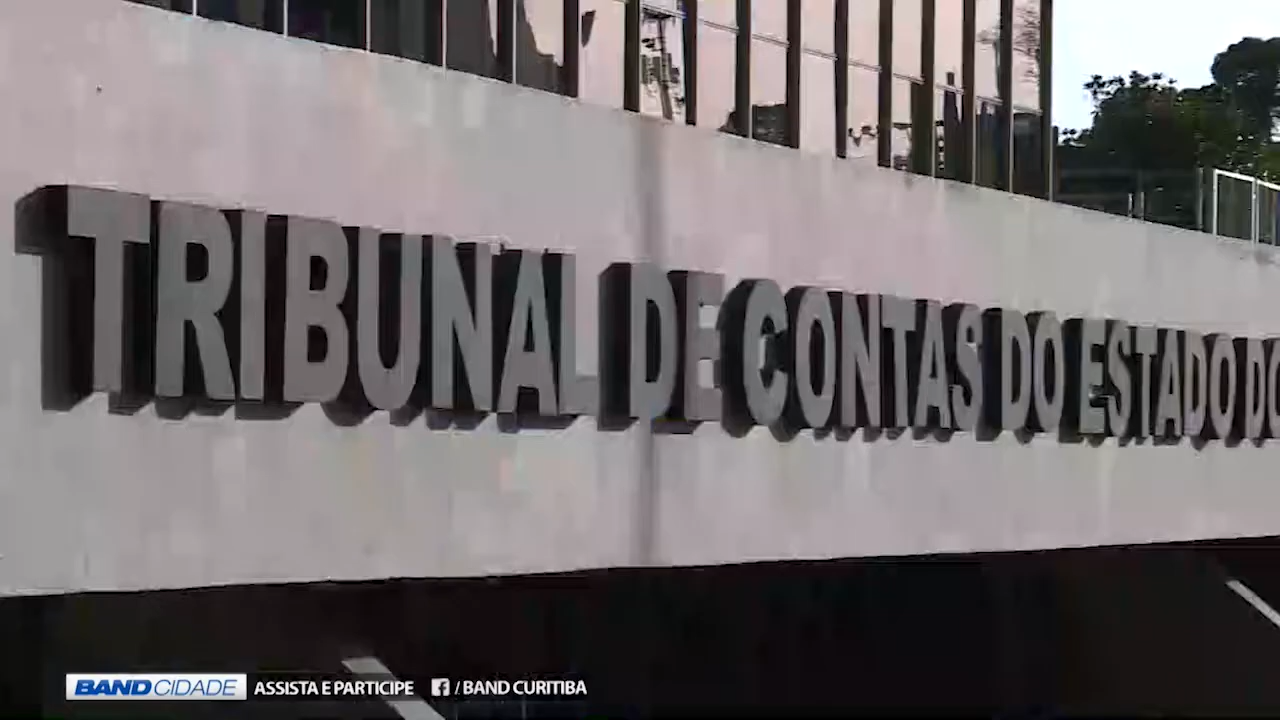 TRIBUNAL DE CONTAS DO ESTADO DO
BANDCIDADE ASSISTA E PARTICIPE f / BAND CURITIBA